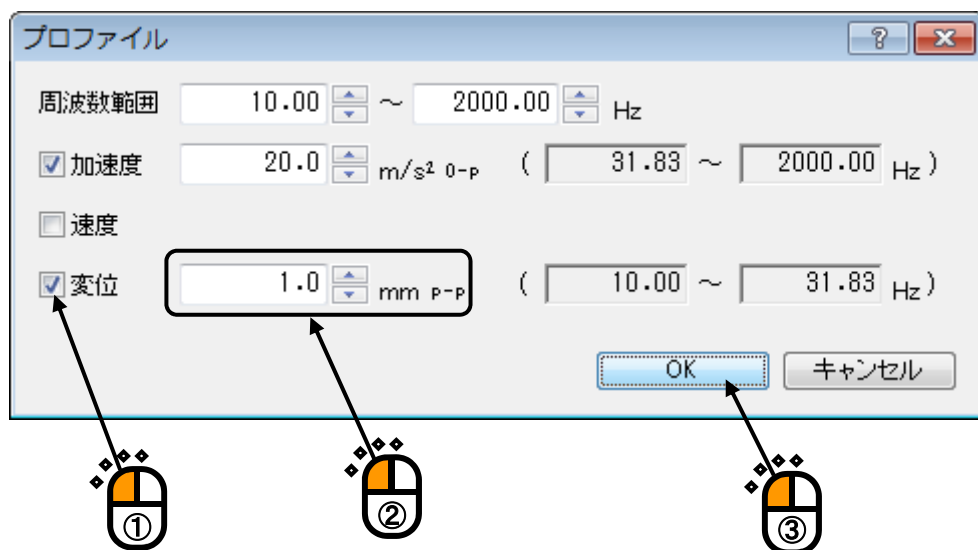 プロファイル ?
周波数範囲 10.00 ～ 2000.00 Hz
加速度 20.0 m/s² 0-P ( 31.83 ～ 2000.00 Hz )
速度
変位 1.0 mm P-P ( 10.00 ～ 31.83 Hz )
OK キャンセル
① ② ③